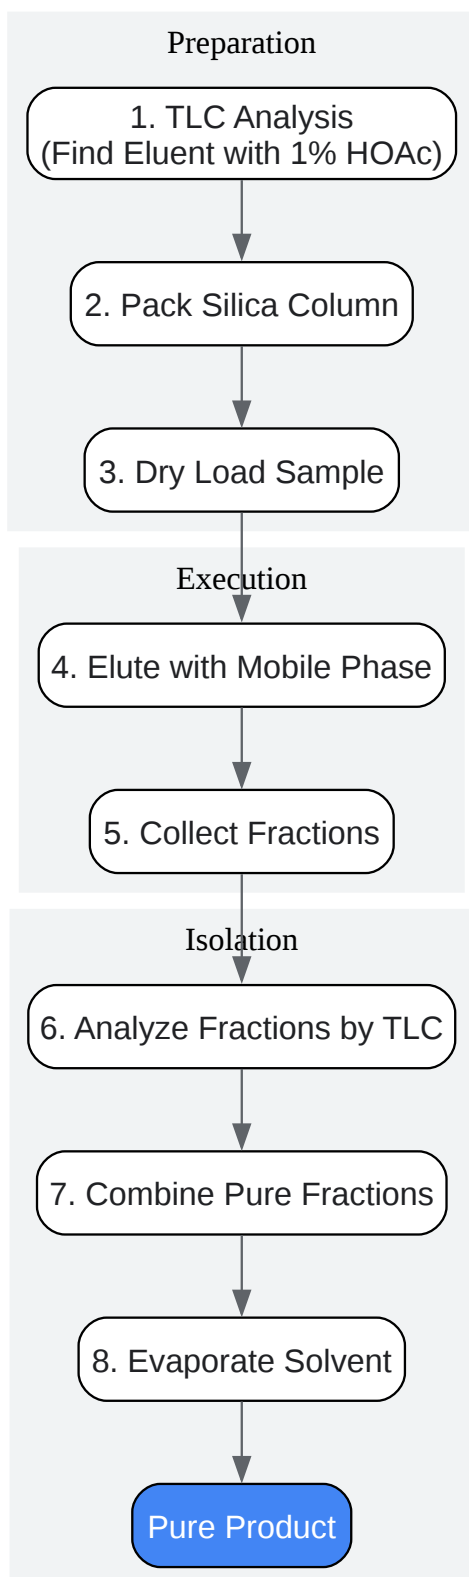 Preparation
1. TLC Analysis
(Find Eluent with 1% HOAc)
2. Pack Silica Column
3. Dry Load Sample
Execution
4. Elute with Mobile Phase
5. Collect Fractions
Isolation
6. Analyze Fractions by TLC
7. Combine Pure Fractions
8. Evaporate Solvent
Pure Product